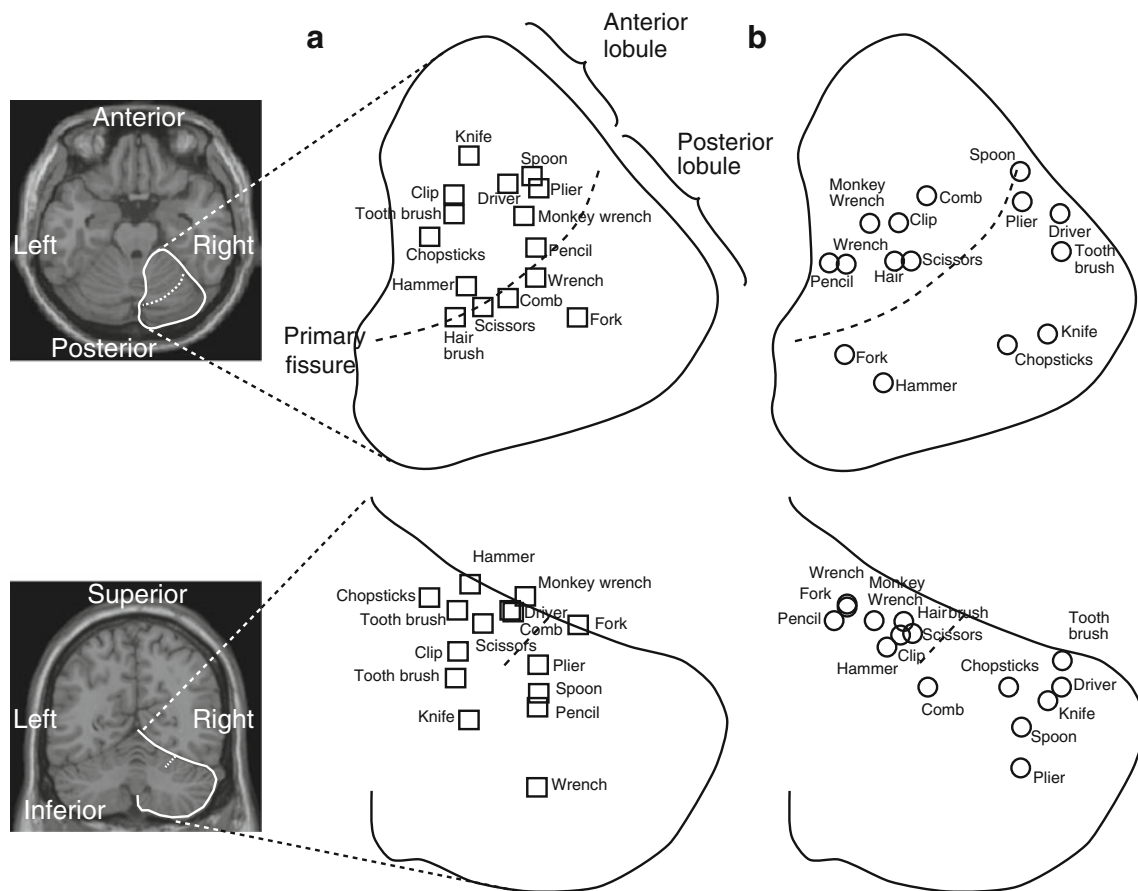 a
Anterior
lobule
b
Anterior
Posterior
lobule
Left
Right
Posterior
Knife
Spoon
Clip
Driver
Plier
Tooth brush
Monkey wrench
Chopsticks
Pencil
Hammer
Wrench
Comb
Scissors
Fork
Primary
fissure
Hair
brush
Spoon
Monkey
Wrench
Comb
Clip
Plier
Driver
Wrench
Scissors
Tooth
brush
Pencil
Hair
Knife
Chopsticks
Fork
Hammer
Superior
Left
Right
Inferior
Hammer
Chopsticks
Monkey wrench
Tooth brush
Driver
Comb
Fork
Scissors
Clip
Plier
Tooth brush
Spoon
Knife
Pencil
Wrench
Wrench
Monkey
Fork
Wrench
Pencil
Hair brush
Tooth
brush
Scissors
Clip
Hammer
Chopsticks
Driver
Comb
Knife
Spoon
Plier